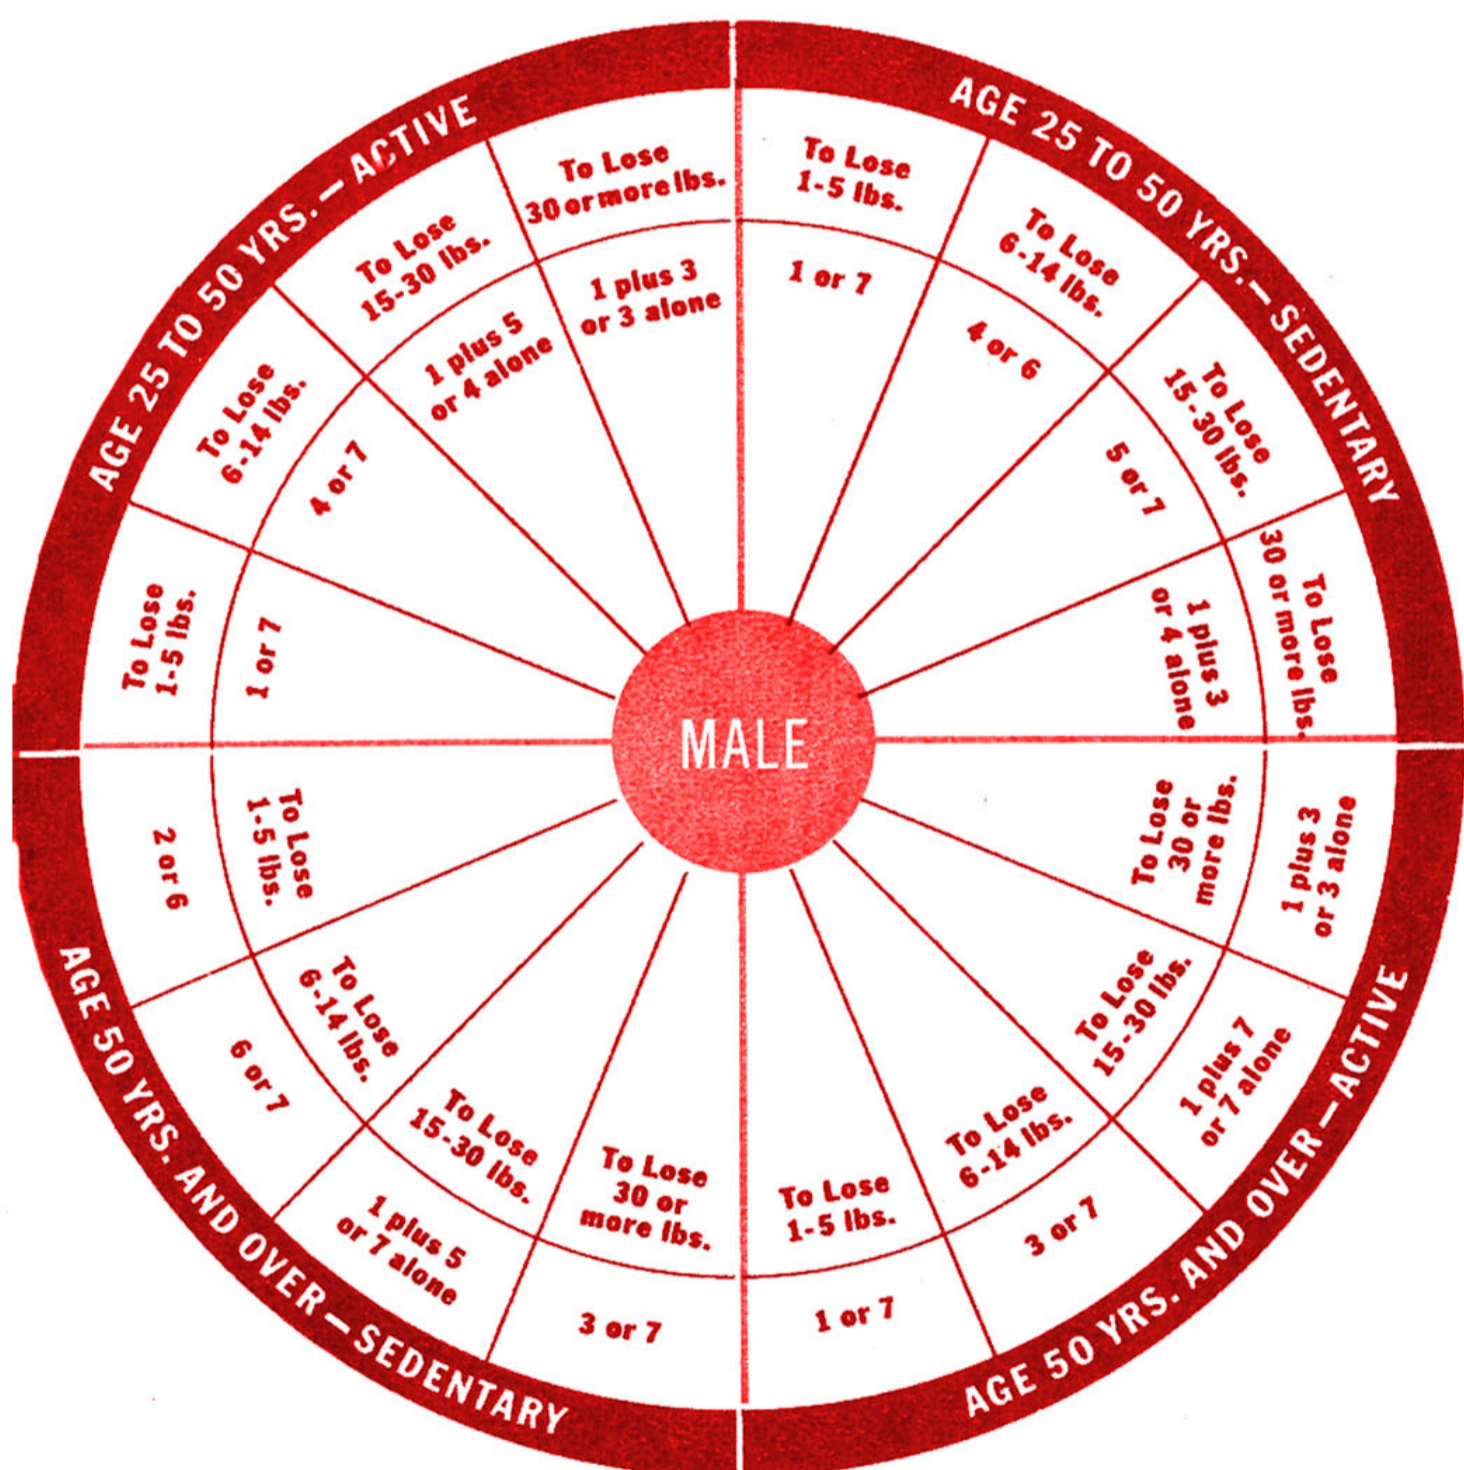 AGE 25 TO 50 YRS. — ACTIVE
To Lose
1-5 lbs.
1 or 7
To Lose
6-14 lbs.
4 or 7
To Lose
15-30 lbs.
1 plus 5
or 4 alone
To Lose
30 or more lbs.
1 plus 3
or 3 alone
AGE 25 TO 50 YRS. — SEDENTARY
To Lose
1-5 lbs.
1 or 7
To Lose
6-14 lbs.
4 or 6
To Lose
15-30 lbs.
5 or 7
To Lose
30 or more lbs.
1 plus 3
or 4 alone
MALE
To Lose
30 or
more lbs.
1 plus 3
or 3 alone
To Lose
15-30 lbs.
1 plus 7
or 7 alone
To Lose
6-14 lbs.
3 or 7
To Lose
1-5 lbs.
1 or 7
AGE 50 YRS. AND OVER — ACTIVE
To Lose
1-5 lbs.
2 or 6
To Lose
6-14 lbs.
6 or 7
To Lose
15-30 lbs.
1 plus 5
or 7 alone
To Lose
30 or
more lbs.
3 or 7
AGE 50 YRS. AND OVER — SEDENTARY